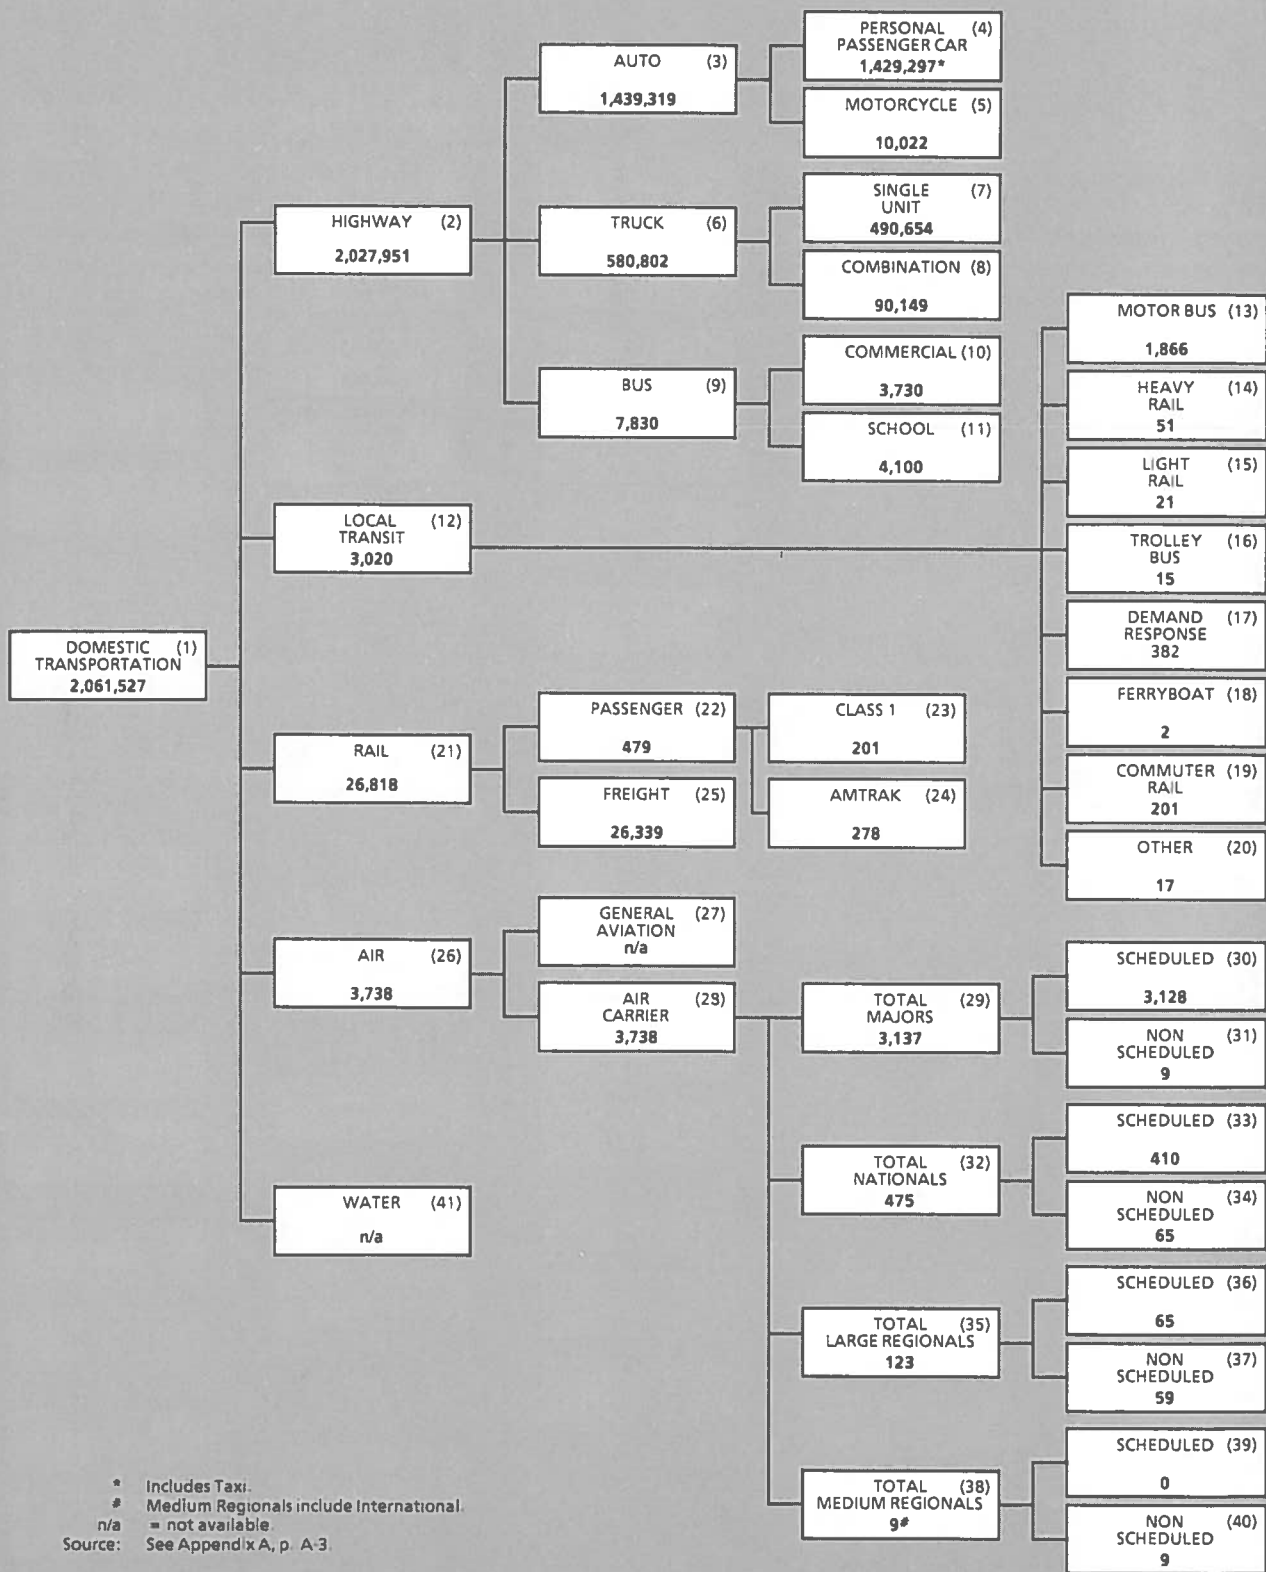 PERSONAL (4)
PASSENGER CAR
1,429,297*
AUTO (3)
1,439,319
MOTORCYCLE (5)
10,022
SINGLE (7)
UNIT
490,654
HIGHWAY (2)
2,027,951
TRUCK (6)
580,802
COMBINATION (8)
90,149
COMMERCIAL (10)
3,730
BUS (9)
7,830
SCHOOL (11)
4,100
MOTOR BUS (13)
1,866
HEAVY (14)
RAIL
51
LIGHT (15)
RAIL
21
LOCAL (12)
TRANSIT
3,020
TROLLEY (16)
BUS
15
DEMAND (17)
RESPONSE
382
DOMESTIC (1)
TRANSPORTATION
2,061,527
FERRYBOAT (18)
2
PASSENGER (22)
479
CLASS 1 (23)
201
RAIL (21)
26,818
COMMUTER (19)
RAIL
201
FREIGHT (25)
26,339
AMTRAK (24)
278
OTHER (20)
17
GENERAL (27)
AVIATION
n/a
AIR (26)
3,738
AIR (28)
CARRIER
3,738
SCHEDULED (30)
3,128
TOTAL (29)
MAJORS
3,137
NON (31)
SCHEDULED
9
SCHEDULED (33)
410
TOTAL (32)
NATIONALS
475
NON (34)
SCHEDULED
65
WATER (41)
n/a
SCHEDULED (36)
65
TOTAL (35)
LARGE REGIONALS
123
NON (37)
SCHEDULED
59
SCHEDULED (39)
0
TOTAL (38)
MEDIUM REGIONALS
9#
NON (40)
SCHEDULED
9
* Includes Taxi.
# Medium Regionals include International.
n/a = not available.
Source: See Appendix A, p. A-3.